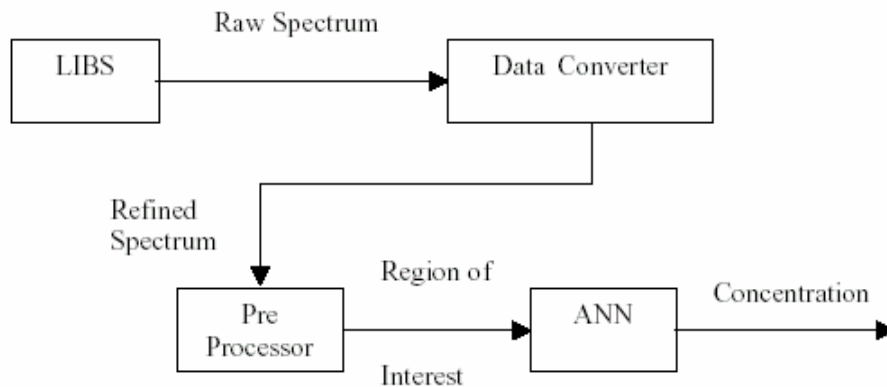 Raw Spectrum
LIBS
Data Converter
Refined
Spectrum
Region of
Interest
Pre
Processor
ANN
Concentration